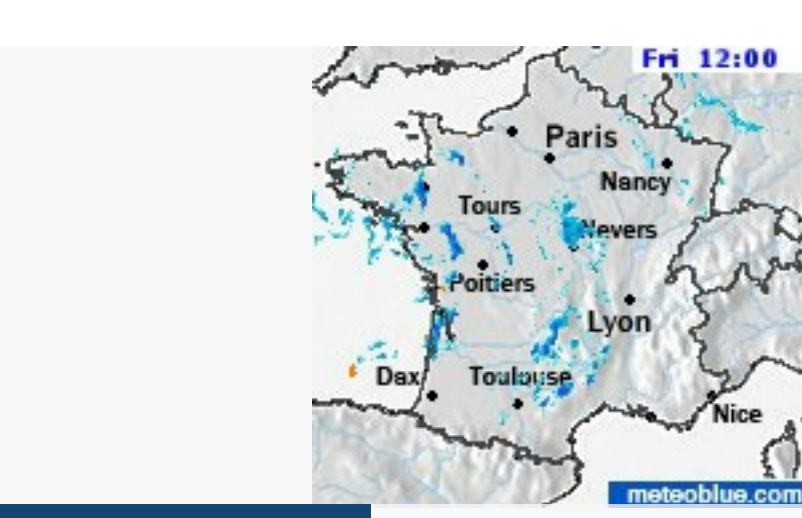 Fri 12:00
Paris
Nancy
Tours
Nevers
Poitiers
Lyon
Dax
Toulouse
Nice
meteoblue.com